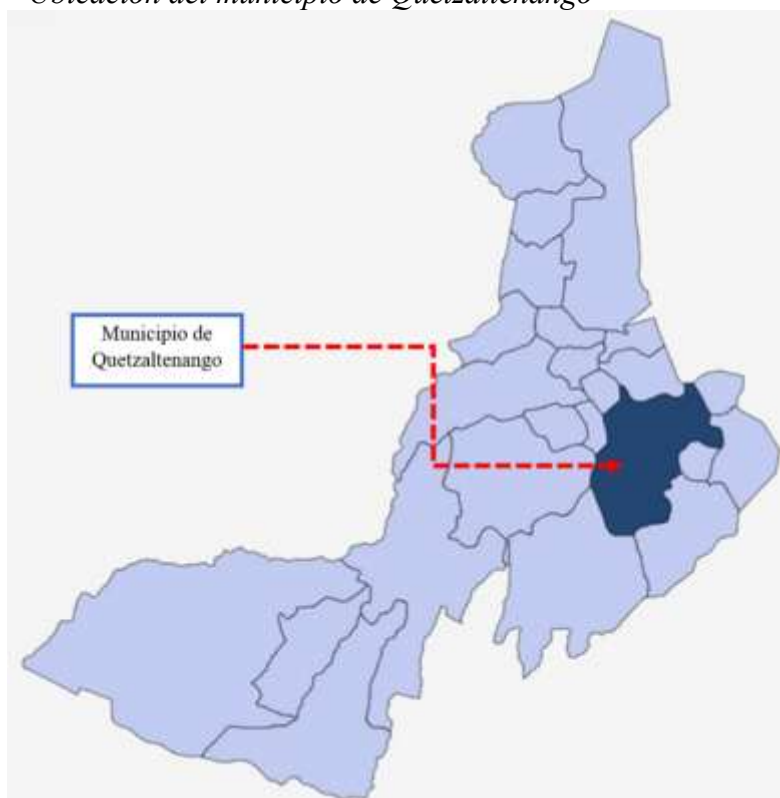 Ubicación del municipio de Quetzaltenango
Municipio de
Quetzaltenango